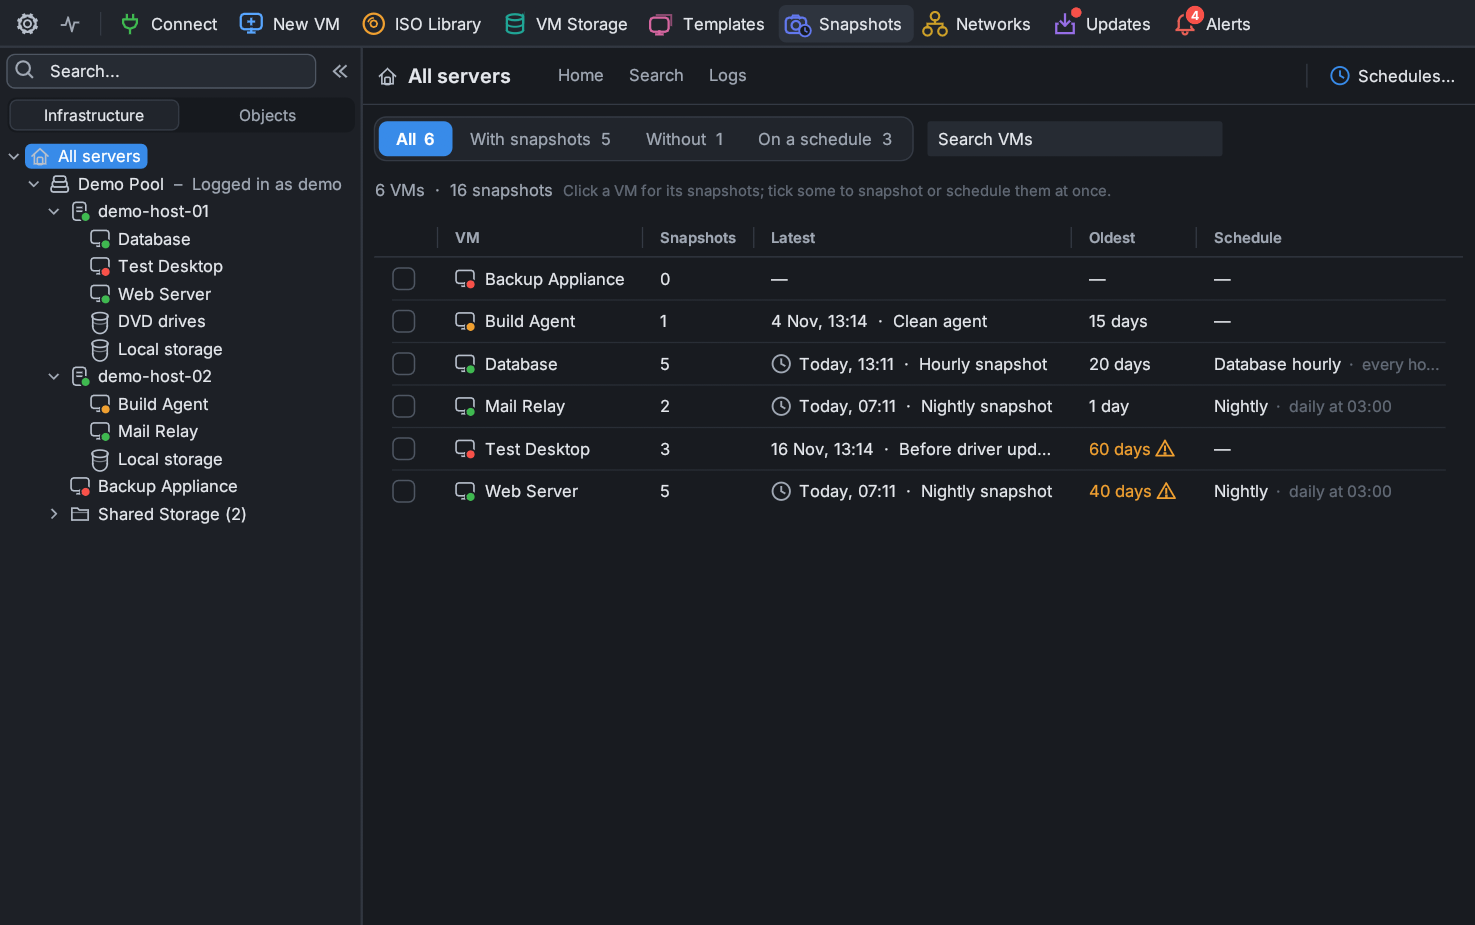 Connect New VM ISO Library VM Storage Templates Snapshots Networks Updates 4 Alerts
Search...
All servers Home Search Logs Schedules...
Infrastructure Objects
All 6 With snapshots 5 Without 1 On a schedule 3 Search VMs
All servers
Demo Pool – Logged in as demo
demo-host-01
Database
Test Desktop
Web Server
DVD drives
Local storage
demo-host-02
Build Agent
Mail Relay
Local storage
Backup Appliance
Shared Storage (2)
6 VMs · 16 snapshots Click a VM for its snapshots; tick some to snapshot or schedule them at once.
VM Snapshots Latest Oldest Schedule
Backup Appliance 0 — — —
Build Agent 1 4 Nov, 13:14 · Clean agent 15 days —
Database 5 Today, 13:11 · Hourly snapshot 20 days Database hourly · every ho...
Mail Relay 2 Today, 07:11 · Nightly snapshot 1 day Nightly · daily at 03:00
Test Desktop 3 16 Nov, 13:14 · Before driver upd... 60 days —
Web Server 5 Today, 07:11 · Nightly snapshot 40 days Nightly · daily at 03:00